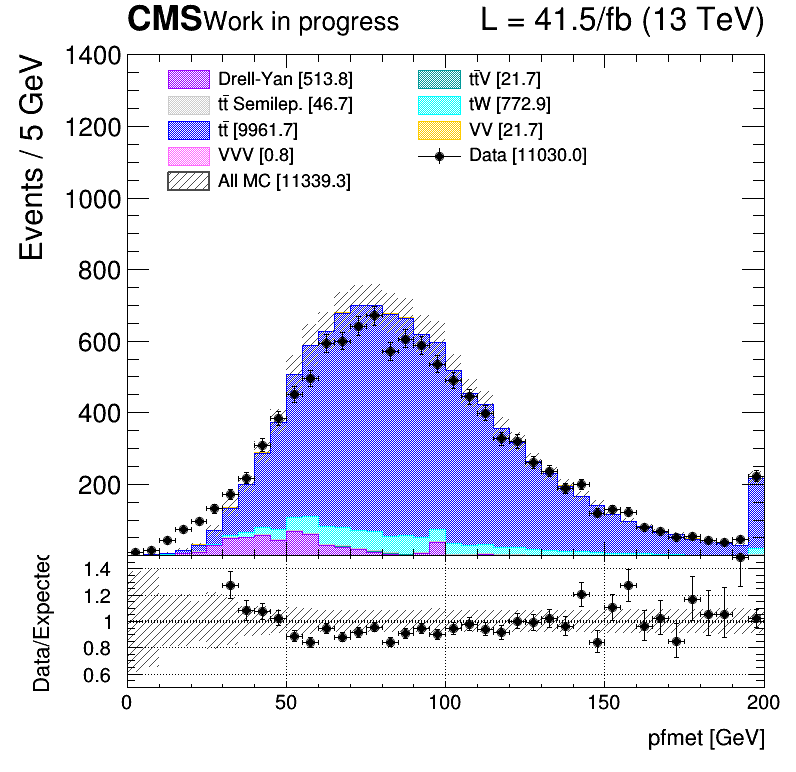 CMS Work in progress L = 41.5/fb (13 TeV)
Events / 5 GeV
1400
1200
1000
800
600
400
200
Drell-Yan [513.8]
tt̄ Semilep. [46.7]
tt̄ [9961.7]
VVV [0.8]
All MC [11339.3]
tt̄V [21.7]
tW [772.9]
VV [21.7]
Data [11030.0]
Data/Expected
1.4
1.2
1
0.8
0.6
0 50 100 150 200
pfmet [GeV]